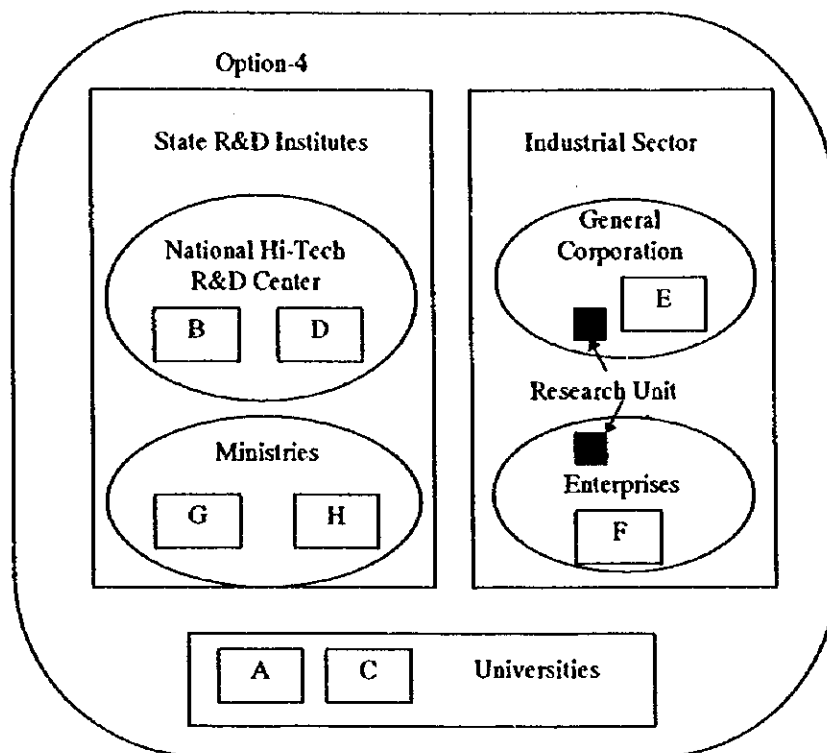 Option-4
State R&D Institutes
National Hi-Tech
R&D Center
B
D
Ministries
G
H
Industrial Sector
General
Corporation
E
Research Unit
Enterprises
F
A
C
Universities